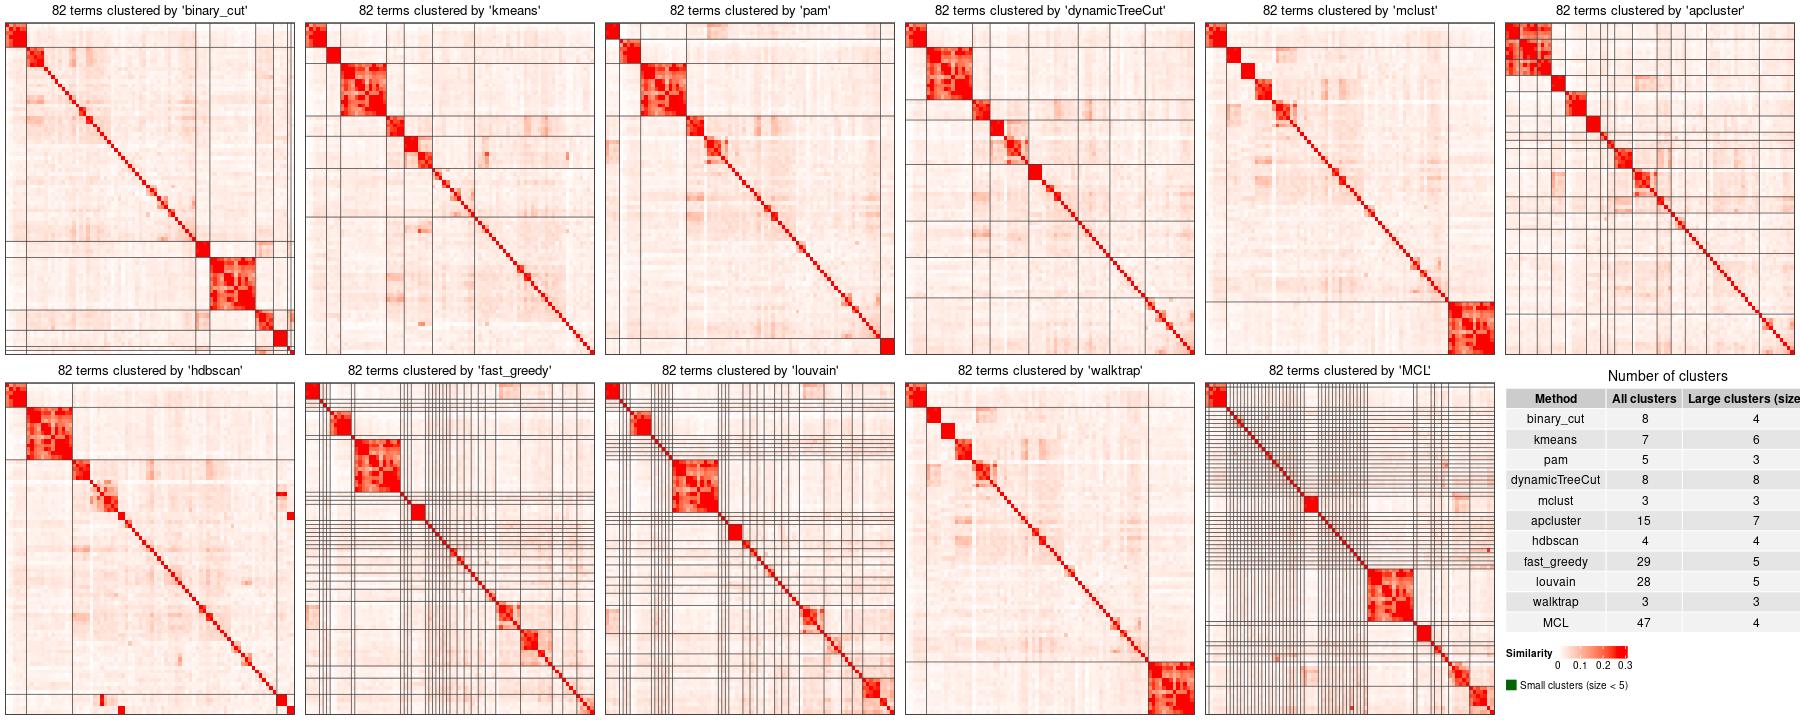 82 terms clustered by 'binary_cut'
82 terms clustered by 'kmeans'
82 terms clustered by 'pam'
82 terms clustered by 'dynamicTreeCut'
82 terms clustered by 'mclust'
82 terms clustered by 'apcluster'
82 terms clustered by 'hdbscan'
82 terms clustered by 'fast_greedy'
82 terms clustered by 'louvain'
82 terms clustered by 'walktrap'
82 terms clustered by 'MCL'
Number of clusters
Method All clusters Large clusters (size
binary_cut 8 4
kmeans 7 6
pam 5 3
dynamicTreeCut 8 8
mclust 3 3
apcluster 15 7
hdbscan 4 4
fast_greedy 29 5
louvain 28 5
walktrap 3 3
MCL 47 4
Similarity
0 0.1 0.2 0.3
Small clusters (size < 5)